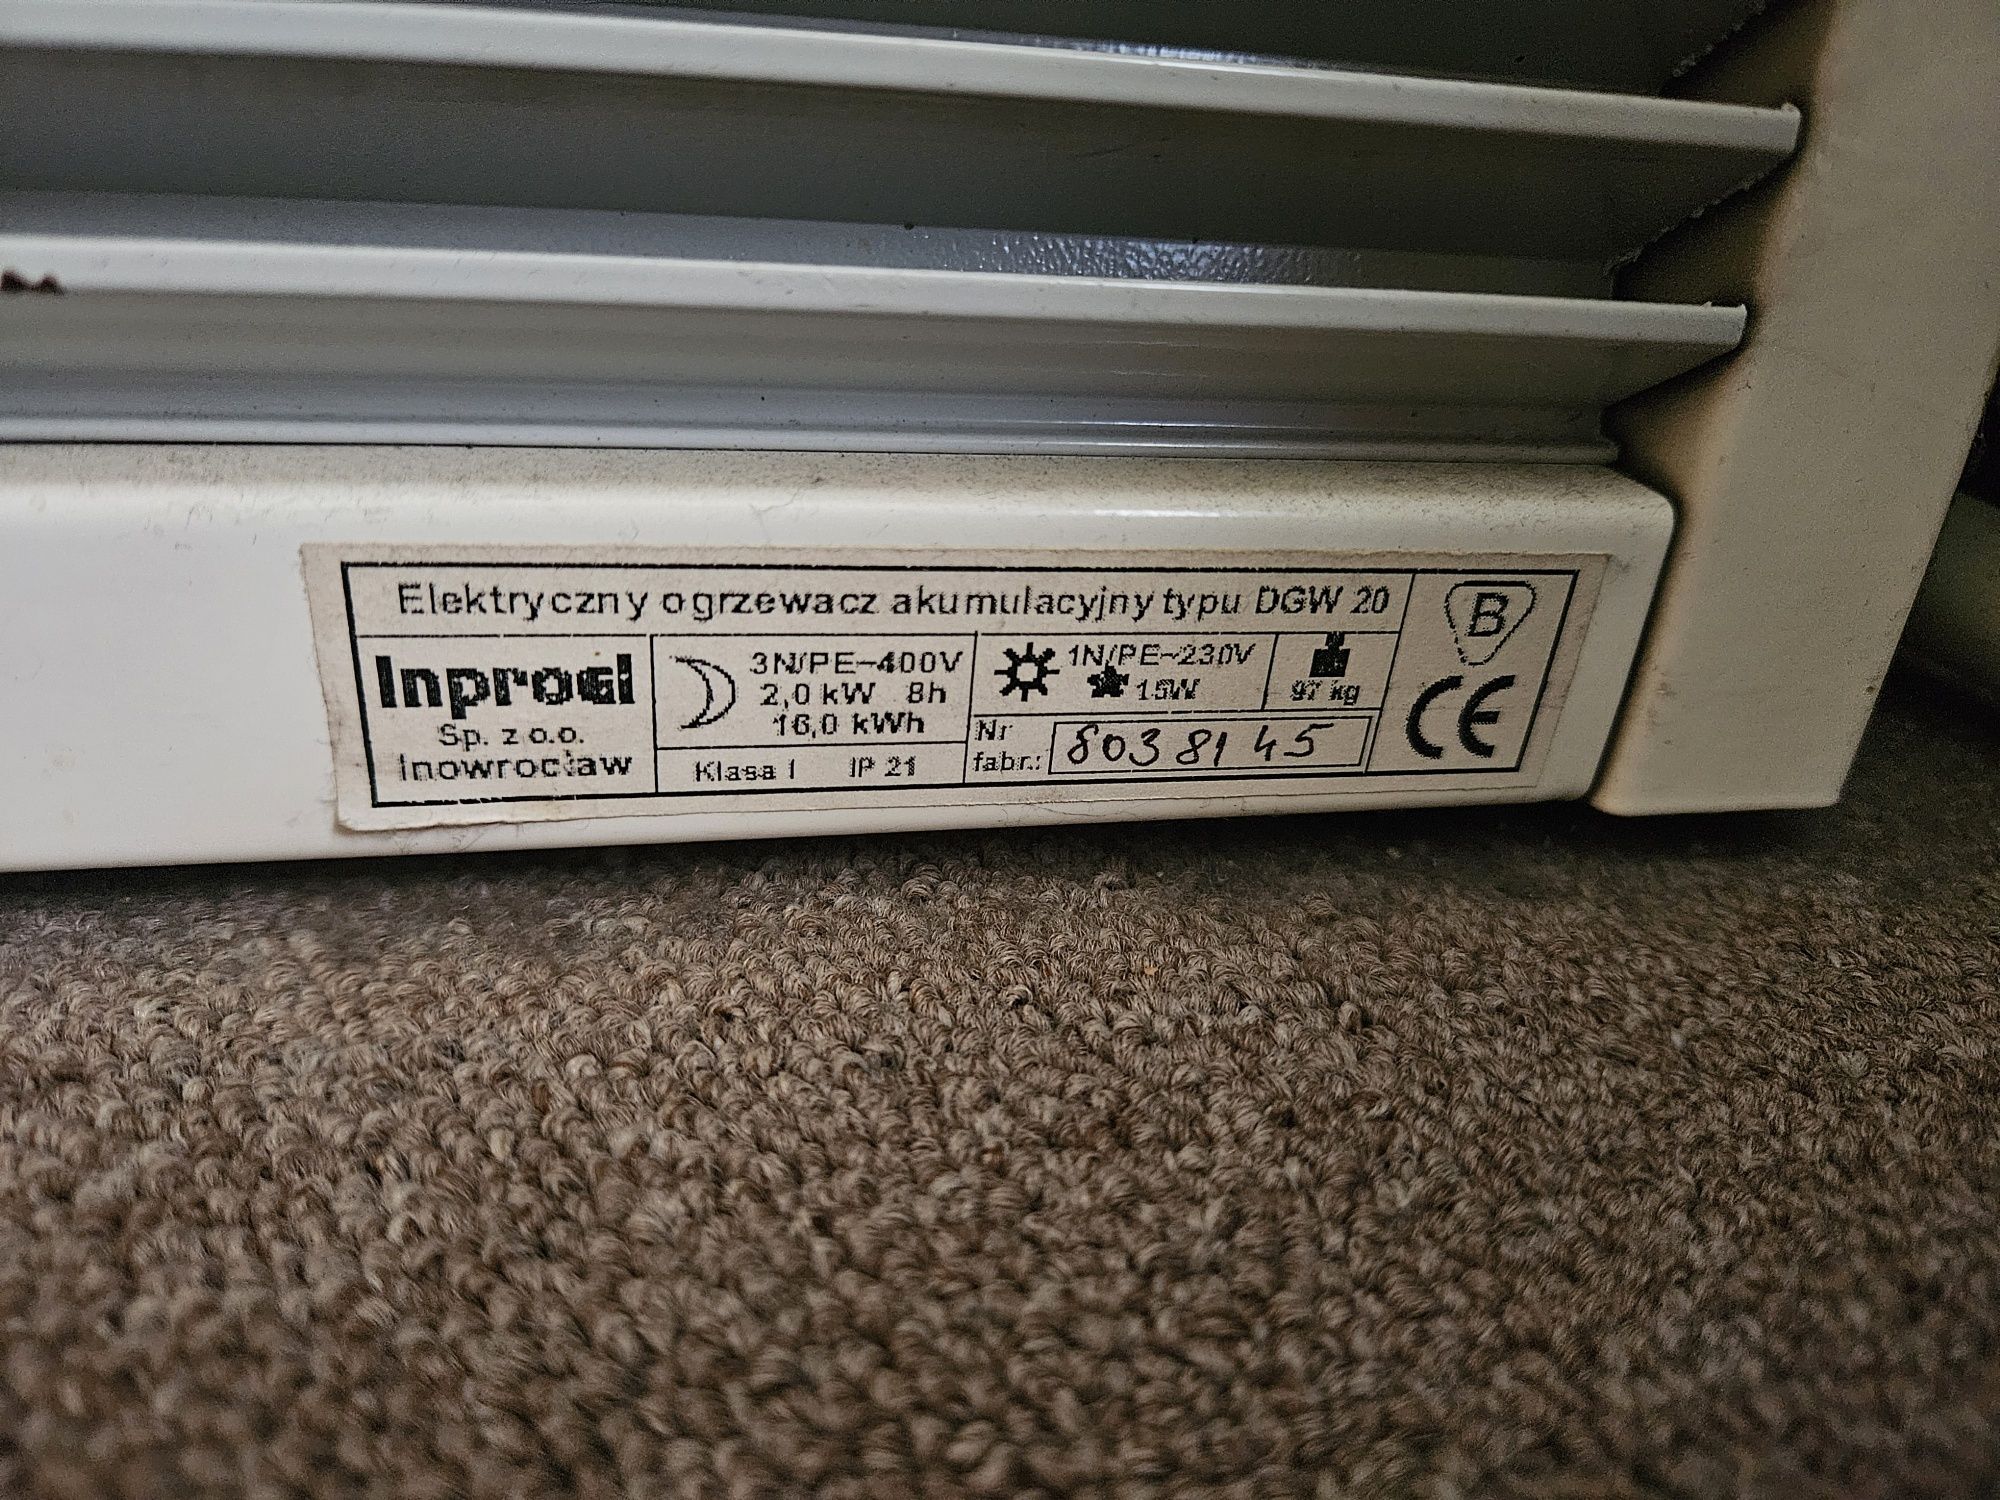 Elektryczny ogrzewacz akumulacyjny typu DGW 20
B
Inprogl
Sp. z o.o.
Inowrocław
3N/PE~400V
2,0 kW 8h
16,0 kWh
Klasa I IP 21
1N/PE~230V
15W
97 kg
Nr
fabr.: 8038145
CE